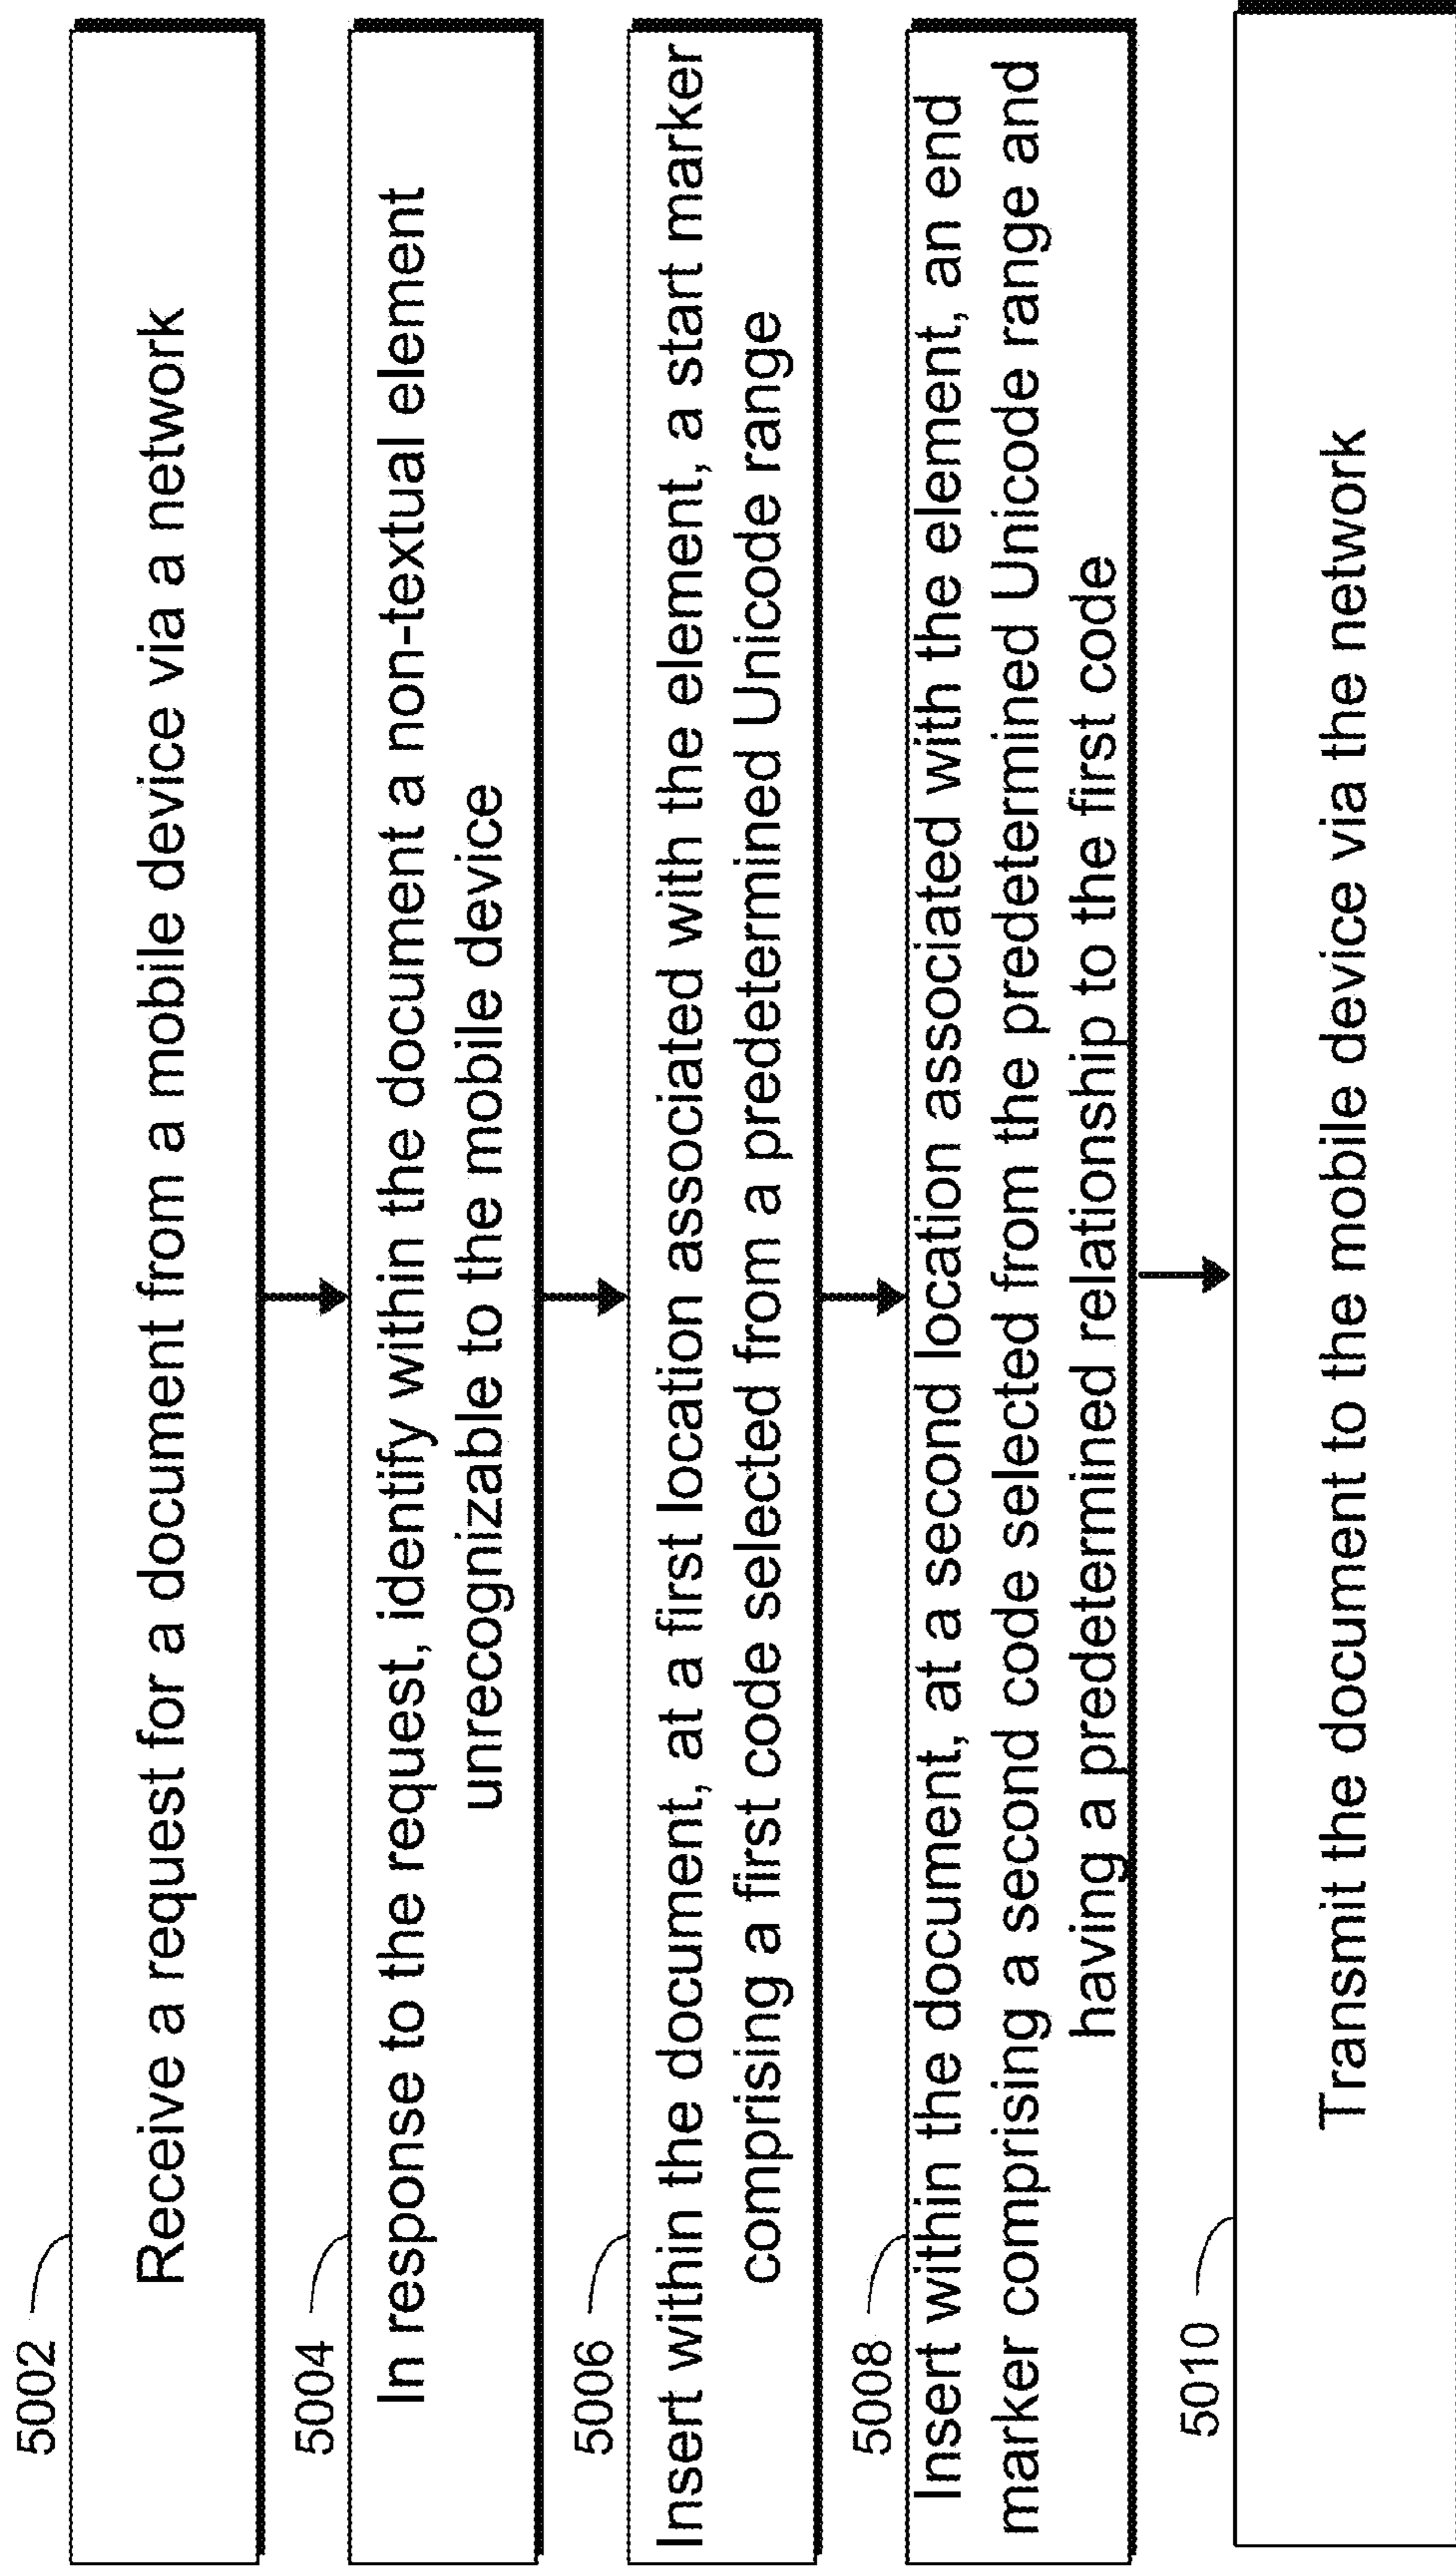 5002
Receive a request for a document from a mobile device via a network
5004
In response to the request, identify within the document a non-textual element
unrecognizable to the mobile device
5006
Insert within the document, at a first location associated with the element, a start marker
comprising a first code selected from a predetermined Unicode range
5008
Insert within the document, at a second location associated with the element, an end
marker comprising a second code selected from the predetermined Unicode range and
having a predetermined relationship to the first code
5010
Transmit the document to the mobile device via the network